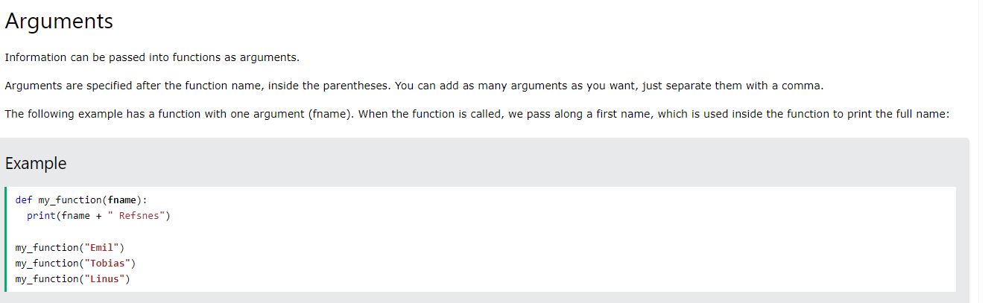 Arguments
Information can be passed into functions as arguments.
Arguments are specified after the function name, inside the parentheses. You can add as many arguments as you want, just separate them with a comma.
The following example has a function with one argument (fname). When the function is called, we pass along a first name, which is used inside the function to print the full name:
Example
def my_function(fname):
  print(fname + " Refsnes")
my_function("Emil")
my_function("Tobias")
my_function("Linus")